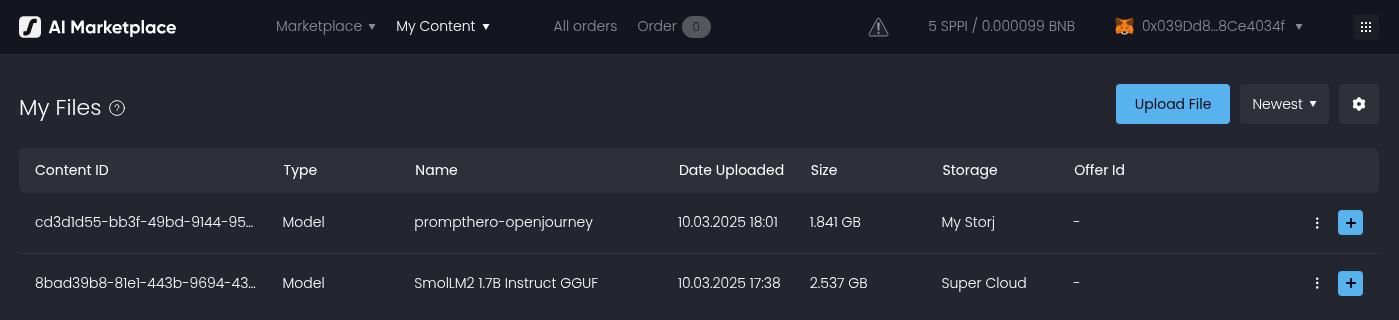 AI Marketplace Marketplace My Content All orders Order 0 5 SPPI / 0.000099 BNB 0x039Dd8...8Ce4034f
My Files ? Upload File Newest
Content ID Type Name Date Uploaded Size Storage Offer Id
cd3d1d55-bb3f-49bd-9144-95... Model prompthero-openjourney 10.03.2025 18:01 1.841 GB My Storj -
8bad39b8-81e1-443b-9694-43... Model SmolLM2 1.7B Instruct GGUF 10.03.2025 17:38 2.537 GB Super Cloud -